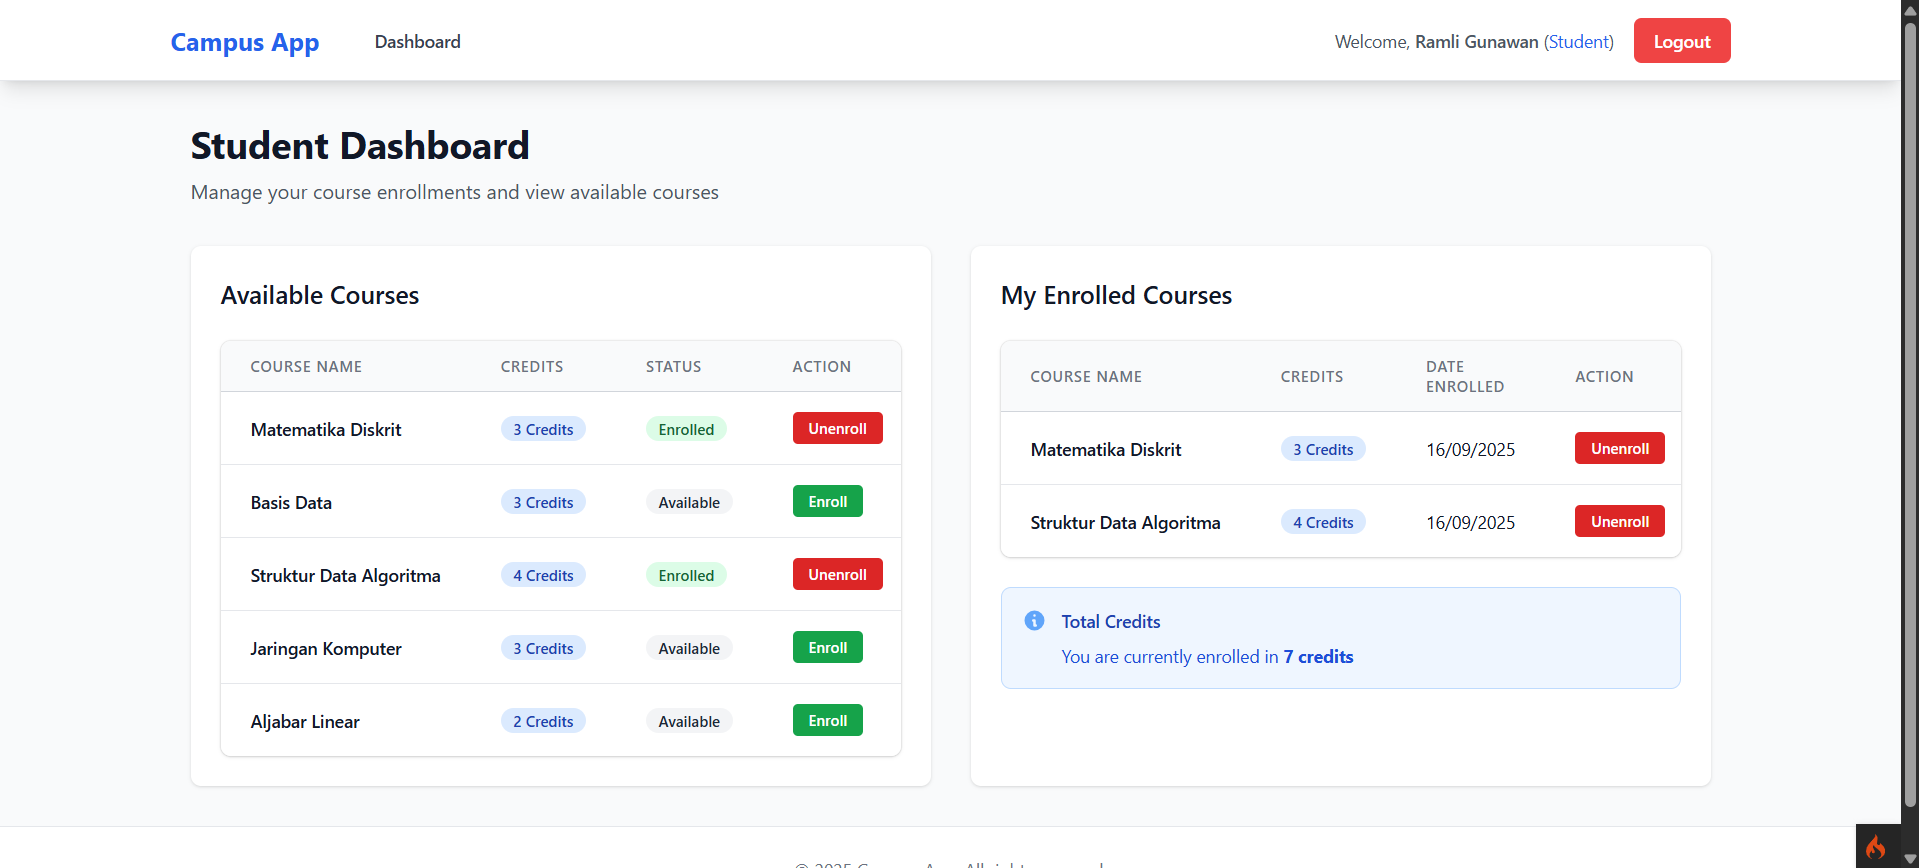 Campus App
Dashboard
Welcome, Ramli Gunawan (Student)
Logout
Student Dashboard
Manage your course enrollments and view available courses
Available Courses
COURSE NAME CREDITS STATUS ACTION
Matematika Diskrit 3 Credits Enrolled Unenroll
Basis Data 3 Credits Available Enroll
Struktur Data Algoritma 4 Credits Enrolled Unenroll
Jaringan Komputer 3 Credits Available Enroll
Aljabar Linear 2 Credits Available Enroll
My Enrolled Courses
COURSE NAME CREDITS DATE ENROLLED ACTION
Matematika Diskrit 3 Credits 16/09/2025 Unenroll
Struktur Data Algoritma 4 Credits 16/09/2025 Unenroll
Total Credits
You are currently enrolled in 7 credits